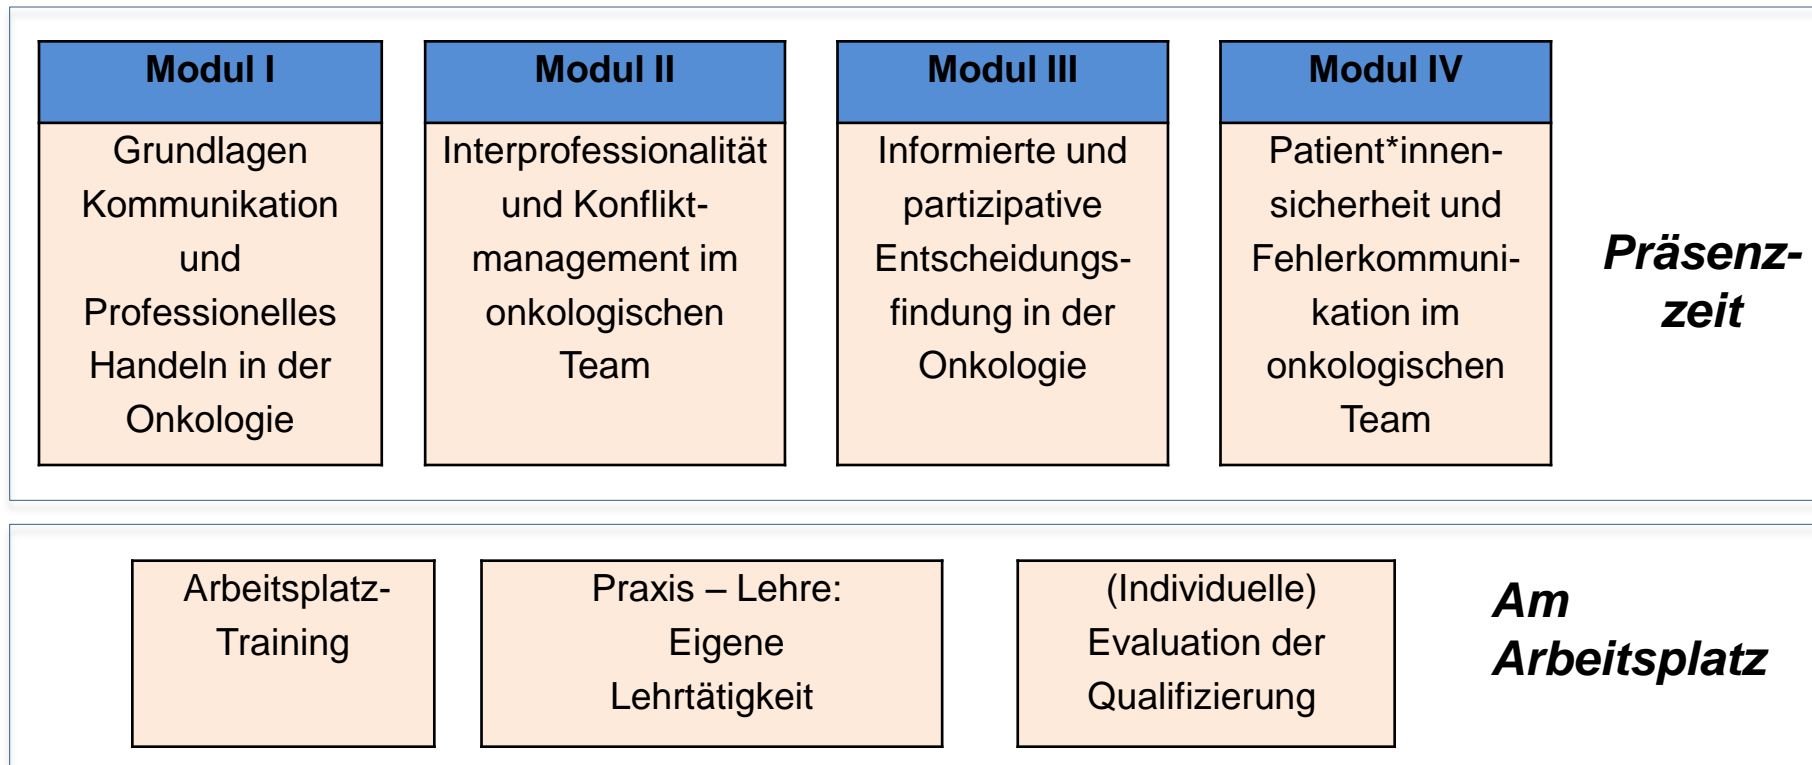 Modul I
Grundlagen
Kommunikation
und
Professionelles
Handeln in der
Onkologie
Modul II
Interprofessionalität
und Konflikt-
management im
onkologischen
Team
Modul III
Informierte und
partizipative
Entscheidungs-
findung in der
Onkologie
Modul IV
Patient*innen-
sicherheit und
Fehlerkommuni-
kation im
onkologischen
Team
Präsenz-
zeit
Arbeitsplatz-
Training
Praxis – Lehre:
Eigene
Lehrtätigkeit
(Individuelle)
Evaluation der
Qualifizierung
Am
Arbeitsplatz